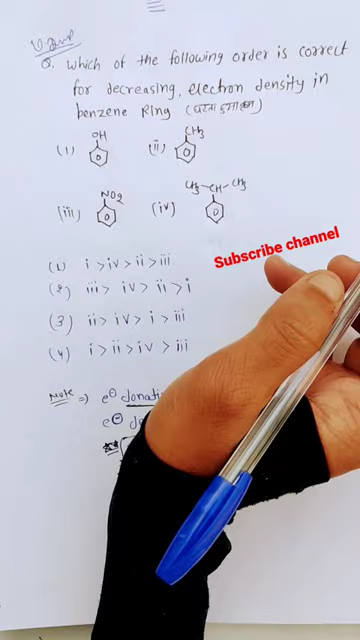 Q. Which of the following order is correct
for decreasing, electron density in
benzene Ring (घटता हुआ क्रम)
(i) OH (ii) CH3
(iii) NO2 (iv) CH3-CH-CH3
Subscribe channel
(1) i > iv > ii > iii
(2) iii > iv > ii > i
(3) ii > iv > i > iii
(4) i > ii > iv > iii
Note => e⊖ donati
e⊖ do